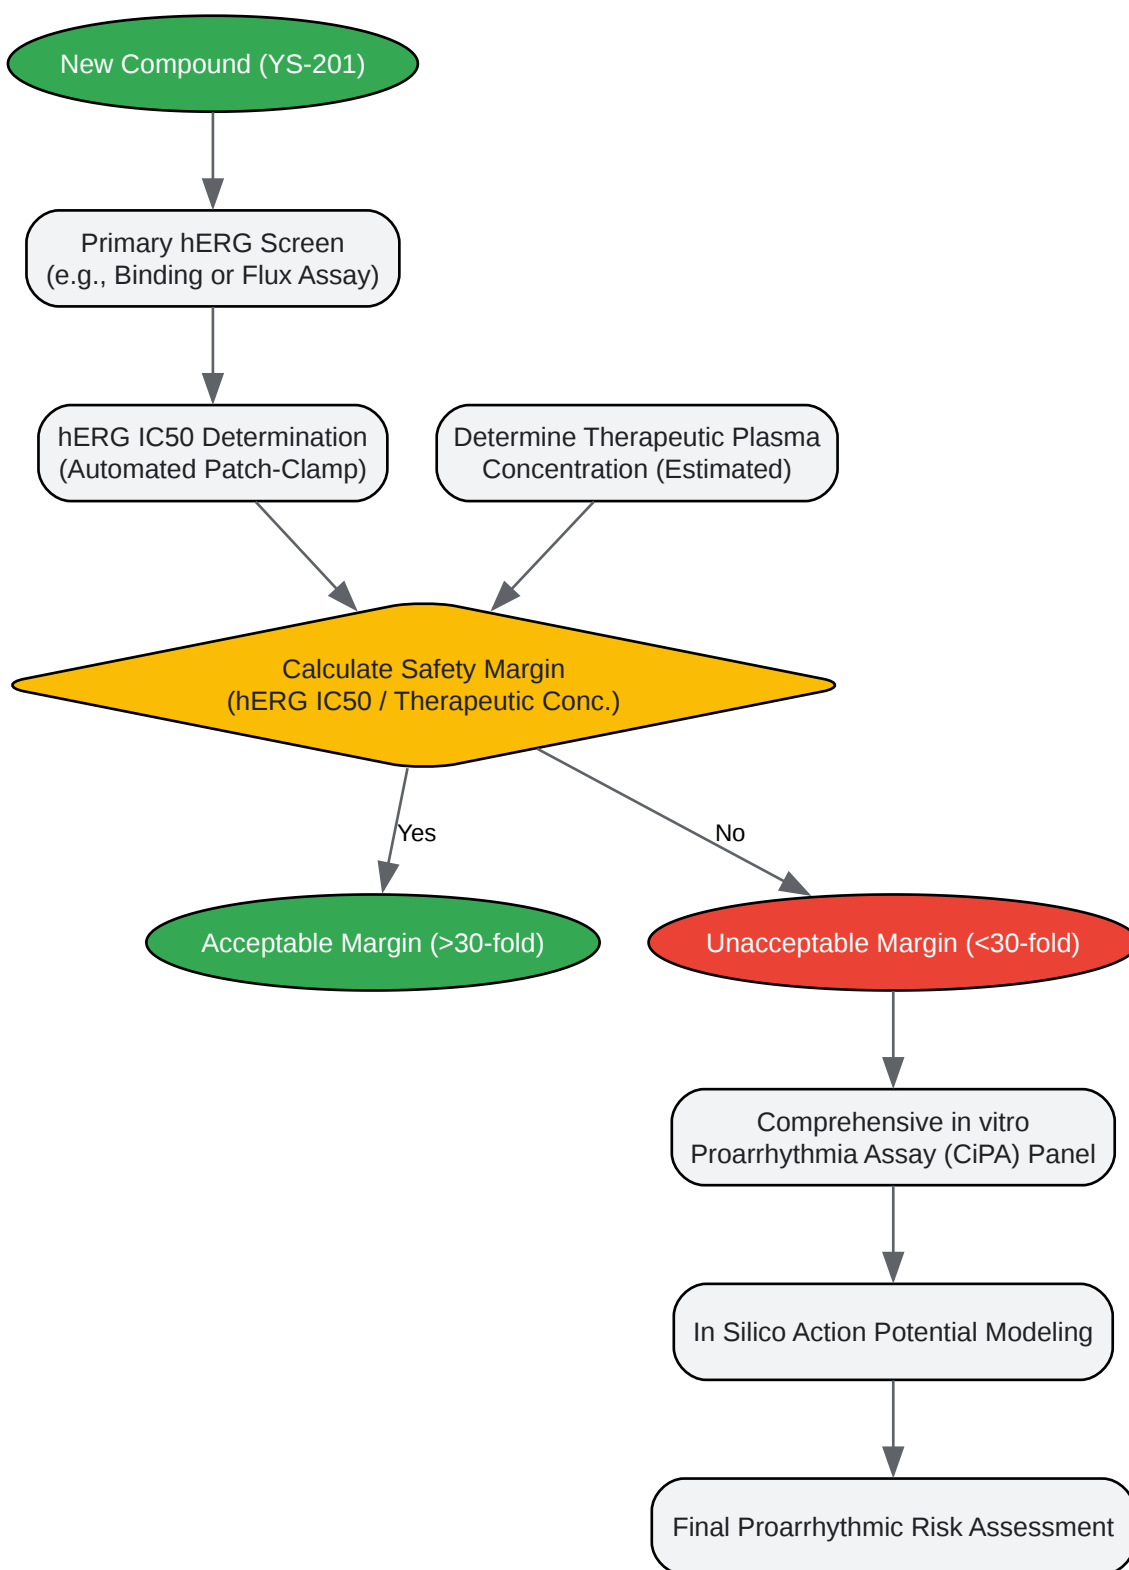 New Compound (YS-201)
Primary hERG Screen
(e.g., Binding or Flux Assay)
hERG IC50 Determination
(Automated Patch-Clamp)
Determine Therapeutic Plasma
Concentration (Estimated)
Calculate Safety Margin
(hERG IC50 / Therapeutic Conc.)
Yes
No
Acceptable Margin (>30-fold)
Unacceptable Margin (<30-fold)
Comprehensive in vitro
Proarrhythmia Assay (CiPA) Panel
In Silico Action Potential Modeling
Final Proarrhythmic Risk Assessment